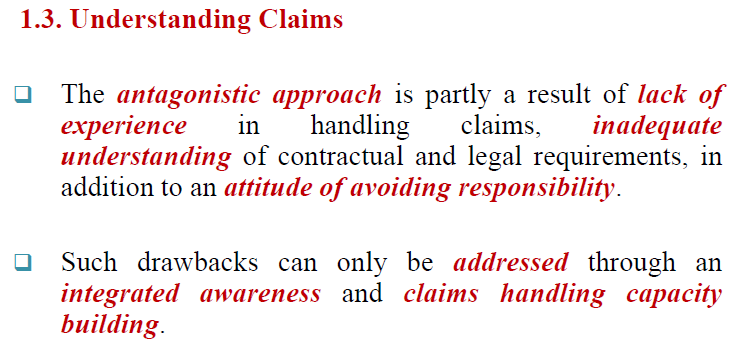 1.3. Understanding Claims
❑ The antagonistic approach is partly a result of lack of
experience in handling claims, inadequate
understanding of contractual and legal requirements, in
addition to an attitude of avoiding responsibility.
❑ Such drawbacks can only be addressed through an
integrated awareness and claims handling capacity
building.